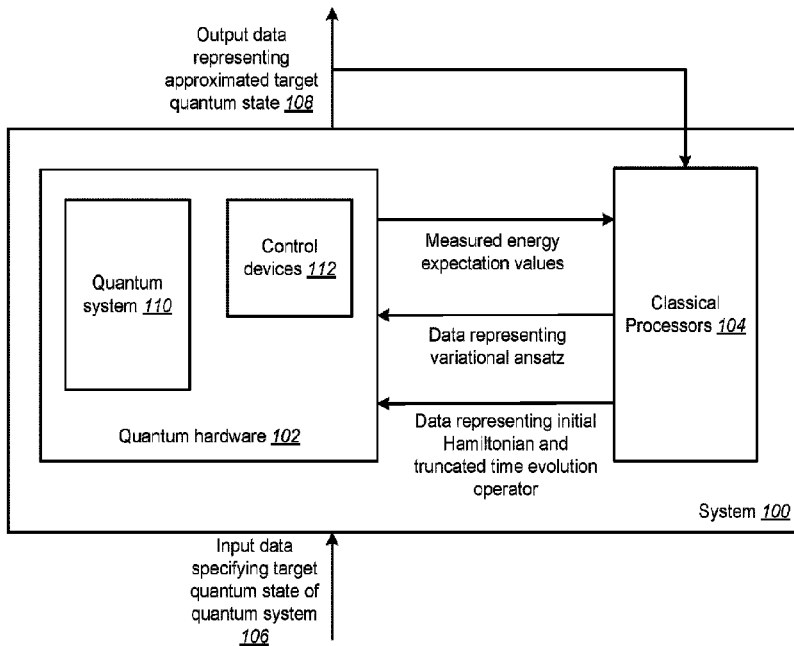 Output data
representing
approximated target
quantum state 108
Quantum
system 110
Control
devices 112
Quantum hardware 102
Measured energy
expectation values
Data representing
variational ansatz
Data representing initial
Hamiltonian and
truncated time evolution
operator
Classical
Processors 104
System 100
Input data
specifying target
quantum state of
quantum system
106